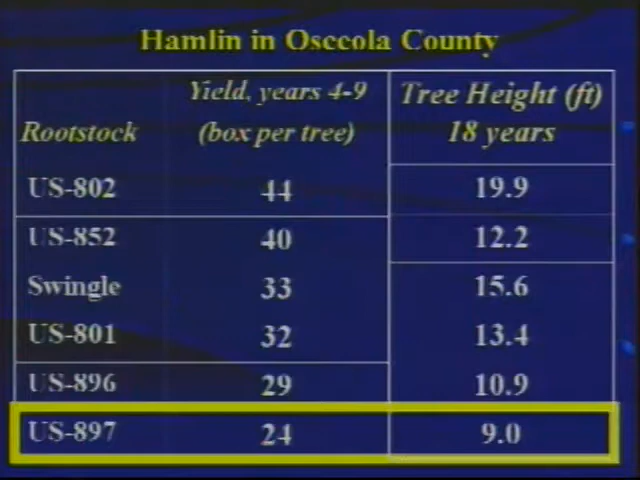 Hamlin in Osceola County
Yield, years 4-9 Tree Height (ft)
Rootstock (box per tree) 18 years
US-802 44 19.9
US-852 40 12.2
Swingle 33 15.6
US-801 32 13.4
US-896 29 10.9
US-897 24 9.0